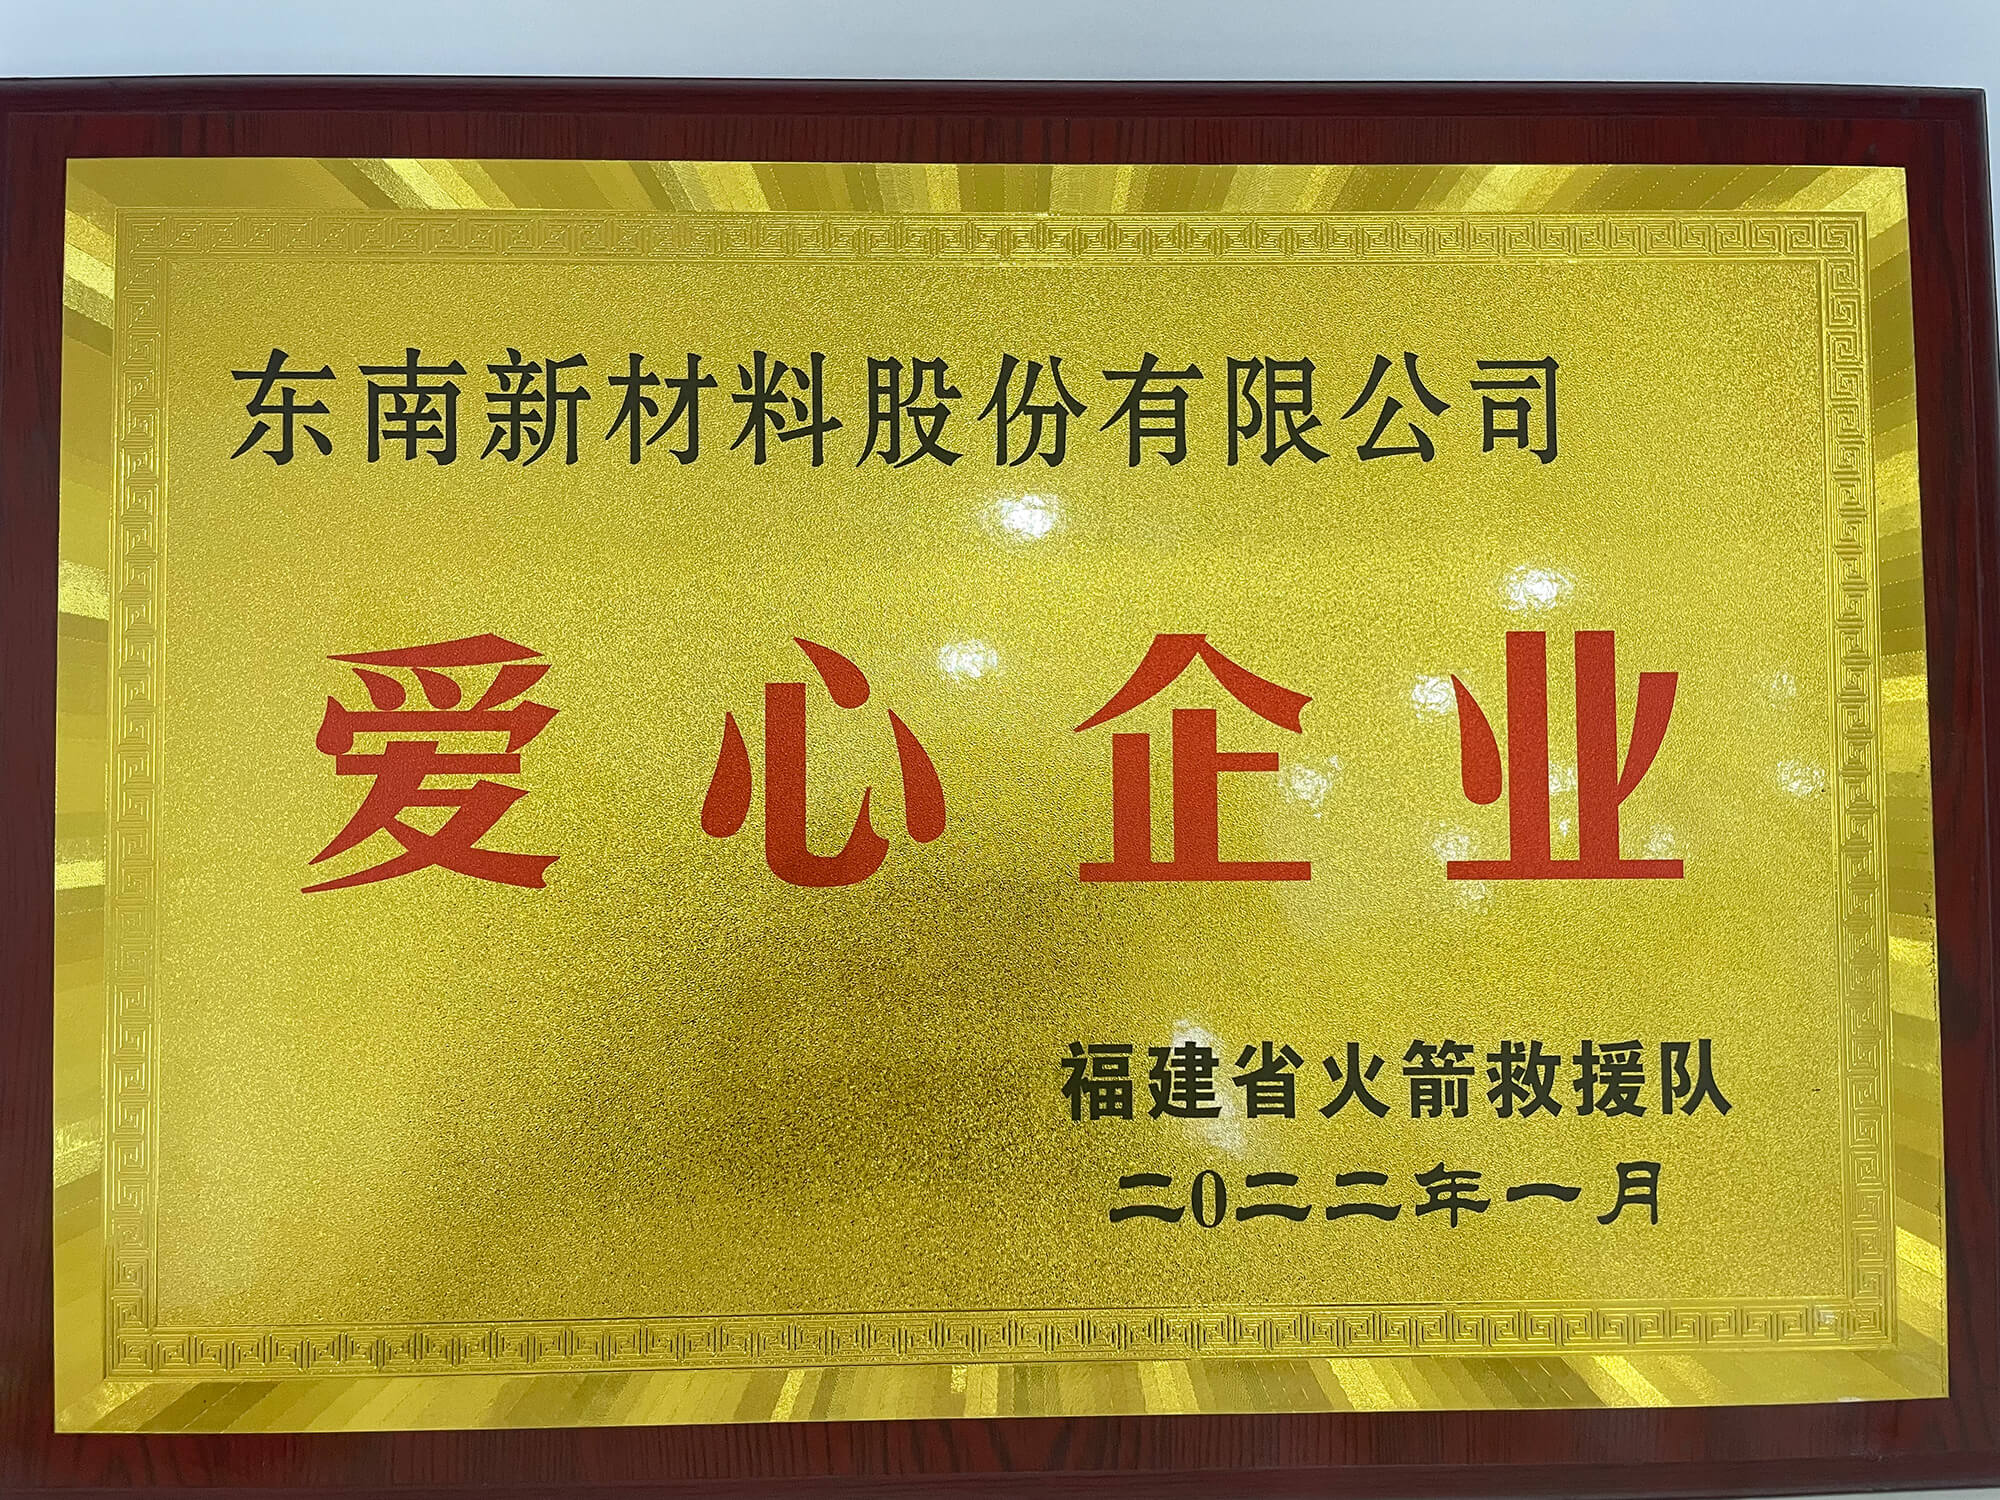 东南新材料股份有限公司
爱心企业
福建省火箭救援队
二0二二年一月